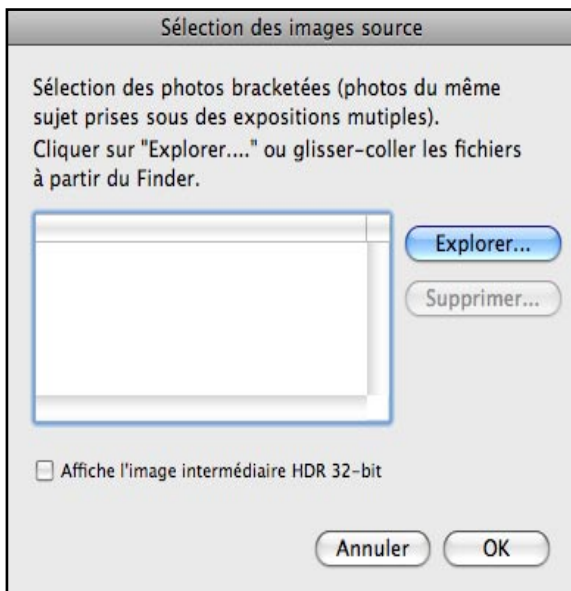 Sélection des images source
Sélection des photos bracketées (photos du même
sujet prises sous des expositions mutiples).
Cliquer sur "Explorer...." ou glisser-coller les fichiers
à partir du Finder.
Explorer...
Supprimer...
Affiche l'image intermédiaire HDR 32-bit
Annuler
OK